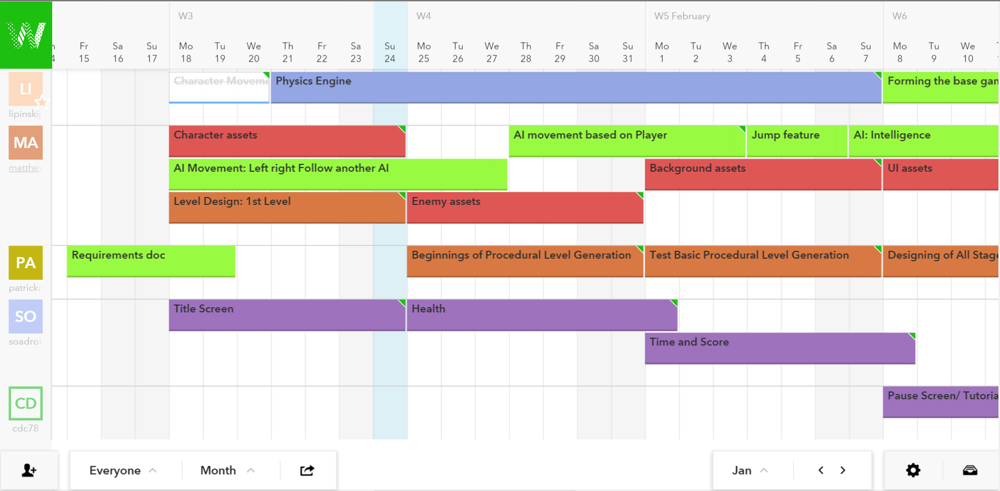 W
W3 W4 W5 February W6
Fr Sa Su Mo Tu We Th Fr Sa Su Mo Tu We Th Fr Sa Su Mo Tu We Th Fr Sa Su Mo Tu We
4 15 16 17 18 19 20 21 22 23 24 25 26 27 28 29 30 31 1 2 3 4 5 6 7 8 9 10
LI
lipinskij
Character Moveme Physics Engine Forming the base gam
MA
matthew
Character assets AI movement based on Player Jump feature AI: Intelligence
AI Movement: Left right Follow another AI Background assets UI assets
Level Design: 1st Level Enemy assets
PA
patrickr
Requirements doc Beginnings of Procedural Level Generation Test Basic Procedural Level Generation Designing of All Stage
SO
soadrol
Title Screen Health
Time and Score
CD
cdc78
Pause Screen/ Tutoria
Everyone Month Jan